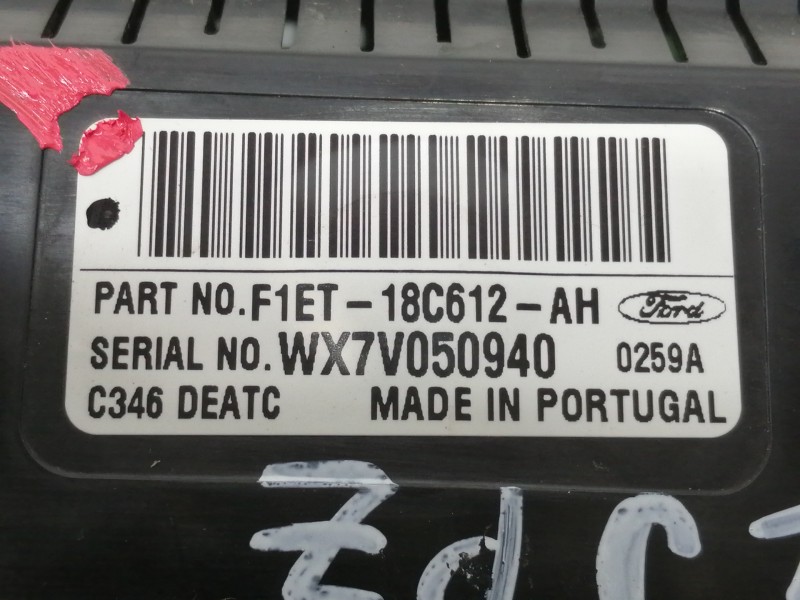 PART NO. F1ET-18C612-AH Ford
SERIAL NO. WX7V050940 0259A
C346 DEATC MADE IN PORTUGAL